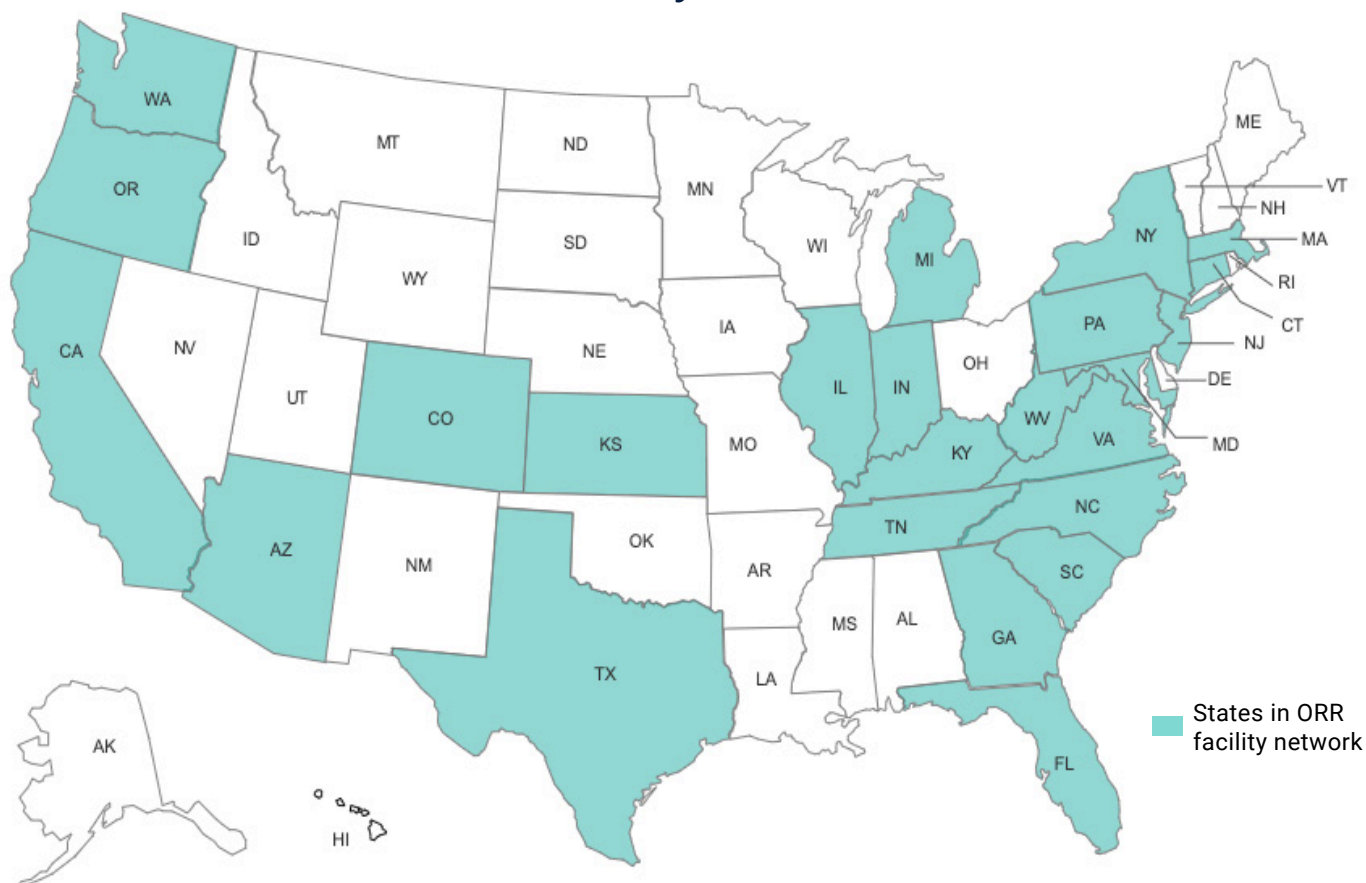 WA
MT
ND
MN
ME
VT
NH
OR
ID
SD
WI
MI
NY
MA
WY
RI
IA
PA
CT
NV
NE
NJ
CA
OH
UT
IL
IN
DE
CO
KS
MO
WV
VA
MD
KY
NC
TN
AZ
OK
NM
AR
SC
MS
AL
GA
TX
LA
States in ORR
facility network
FL
AK
HI